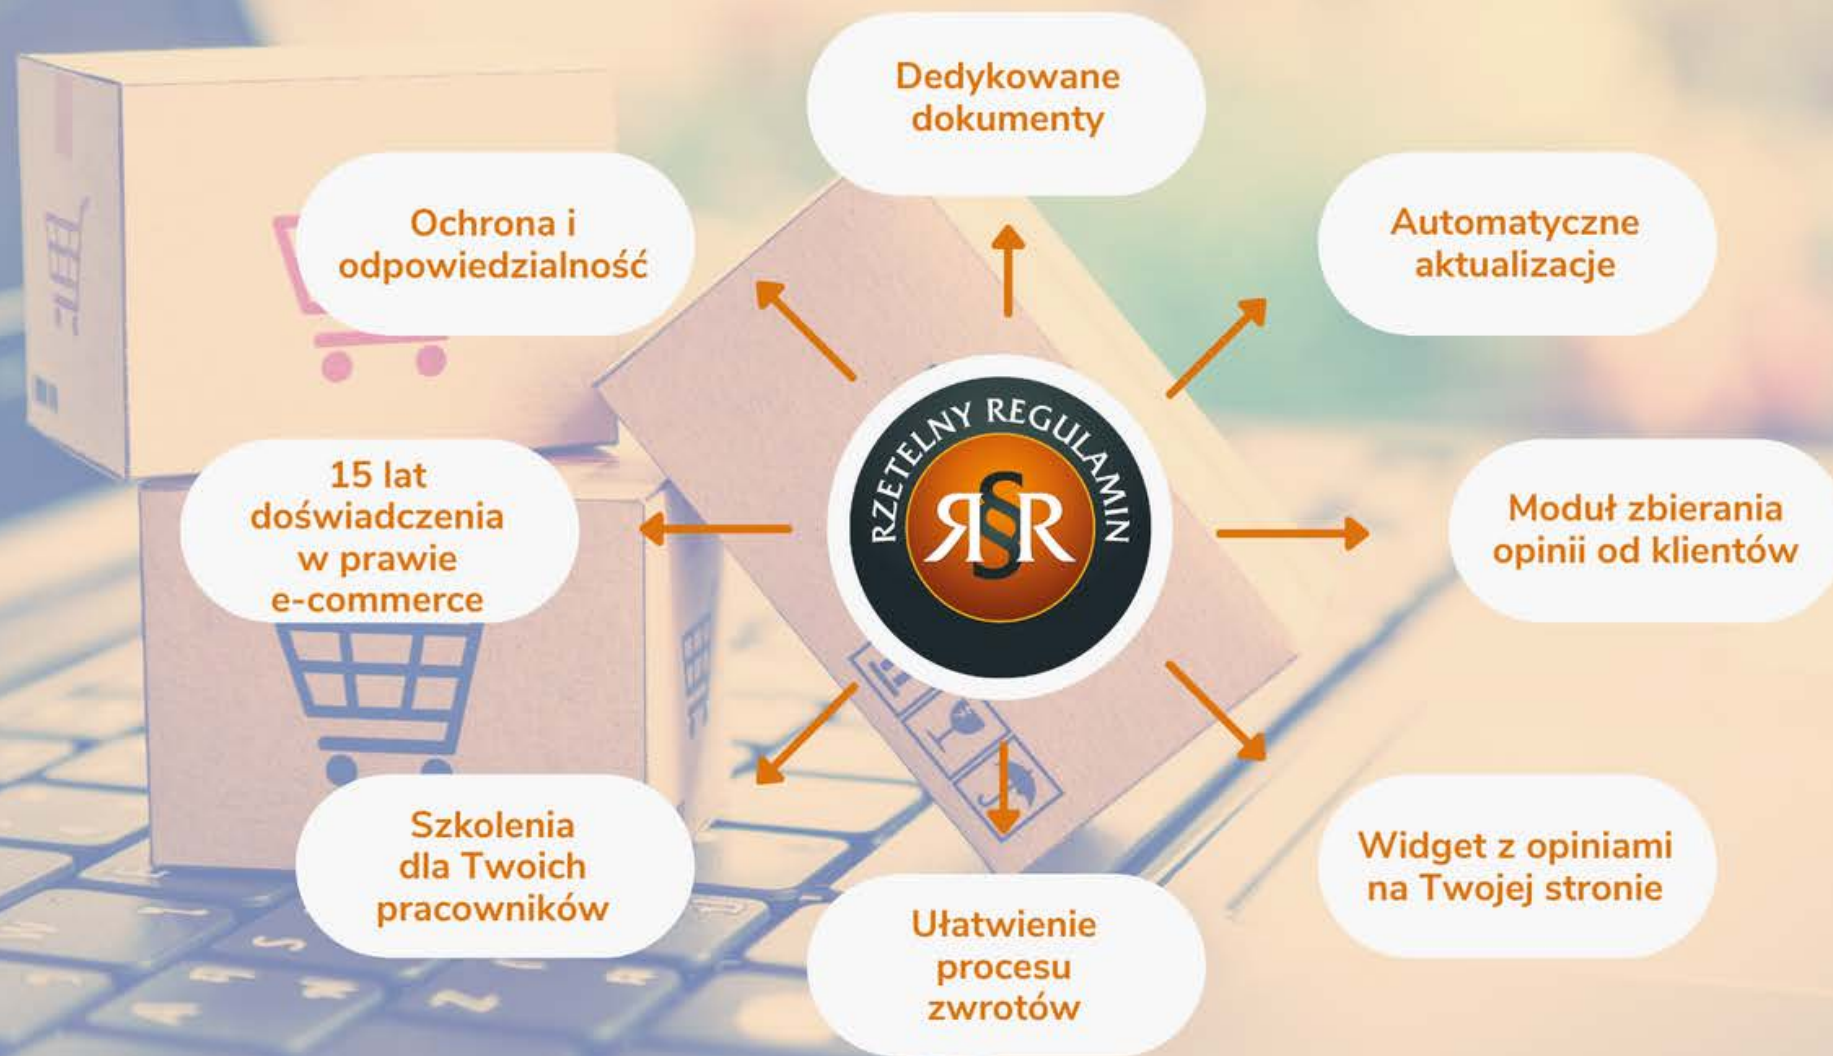 Dedykowane
dokumenty
Ochrona i
odpowiedzialność
Automatyczne
aktualizacje
RZETELNY REGULAMIN
R§R
15 lat
doświadczenia
w prawie
e-commerce
Moduł zbierania
opinii od klientów
Szkolenia
dla Twoich
pracowników
Widget z opiniami
na Twojej stronie
Ułatwienie
procesu
zwrotów